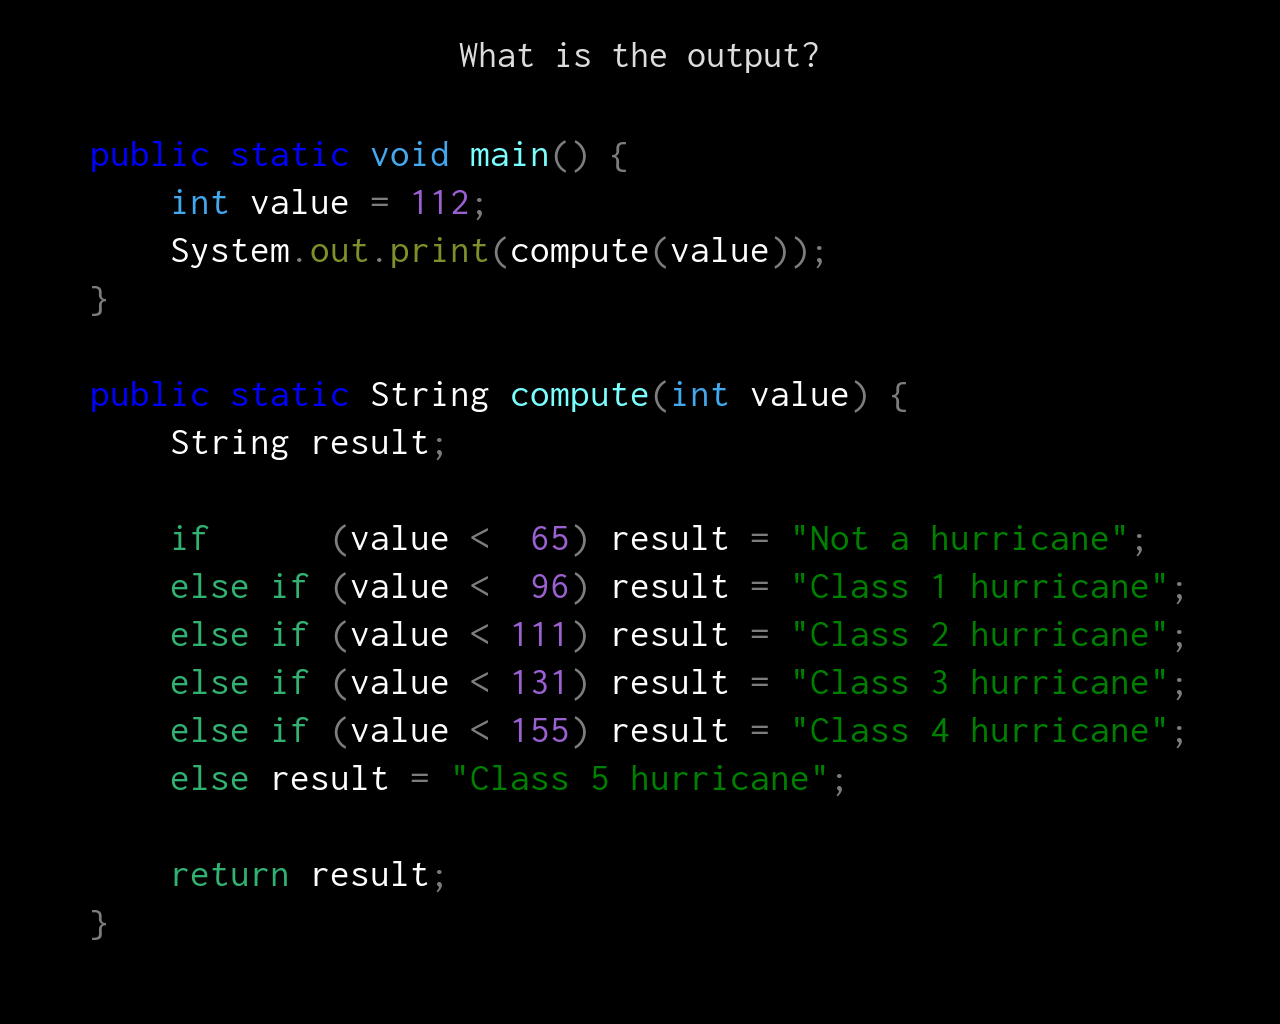 What is the output?
public static void main() {
    int value = 112;
    System.out.print(compute(value));
}
public static String compute(int value) {
    String result;
    if      (value <  65) result = "Not a hurricane";
    else if (value <  96) result = "Class 1 hurricane";
    else if (value < 111) result = "Class 2 hurricane";
    else if (value < 131) result = "Class 3 hurricane";
    else if (value < 155) result = "Class 4 hurricane";
    else result = "Class 5 hurricane";
    return result;
}